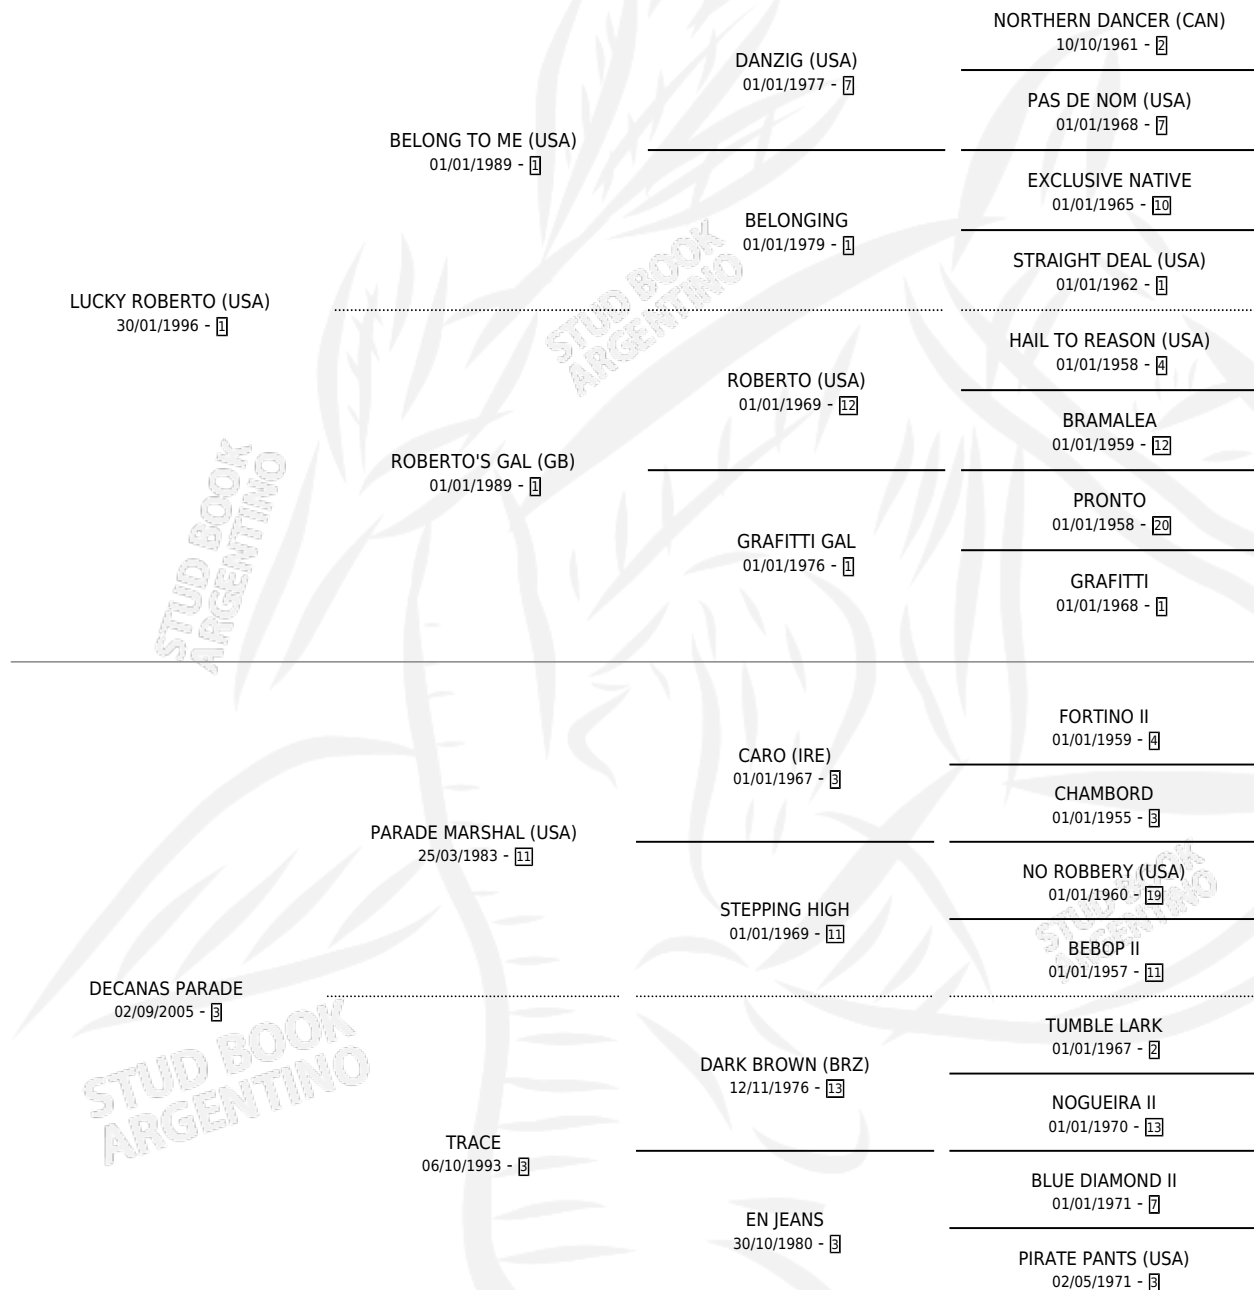 NORTHERN DANCER (CAN)
10/10/1961 - 2
DANZIG (USA)
01/01/1977 - 7
PAS DE NOM (USA)
01/01/1968 - 7
BELONG TO ME (USA)
01/01/1989 - 1
EXCLUSIVE NATIVE
01/01/1965 - 10
BELONGING
01/01/1979 - 1
STRAIGHT DEAL (USA)
01/01/1962 - 1
LUCKY ROBERTO (USA)
30/01/1996 - 1
HAIL TO REASON (USA)
01/01/1958 - 4
ROBERTO (USA)
01/01/1969 - 12
BRAMALEA
01/01/1959 - 12
ROBERTO'S GAL (GB)
01/01/1989 - 1
PRONTO
01/01/1958 - 20
GRAFITTI GAL
01/01/1976 - 1
GRAFITTI
01/01/1968 - 1
FORTINO II
01/01/1959 - 4
CARO (IRE)
01/01/1967 - 3
CHAMBORD
01/01/1955 - 3
PARADE MARSHAL (USA)
25/03/1983 - 11
NO ROBBERY (USA)
01/01/1960 - 19
STEPPING HIGH
01/01/1969 - 11
BEBOP II
01/01/1957 - 11
DECANAS PARADE
02/09/2005 - 3
TUMBLE LARK
01/01/1967 - 2
DARK BROWN (BRZ)
12/11/1976 - 13
NOGUEIRA II
01/01/1970 - 13
TRACE
06/10/1993 - 3
BLUE DIAMOND II
01/01/1971 - 7
EN JEANS
30/10/1980 - 3
PIRATE PANTS (USA)
02/05/1971 - 3
STUD BOOK
ARGENTINO
STUD BOOK
ARGENTINO
STUD BOOK
ARGENTINO
STUD BOOK
ARGENTINO